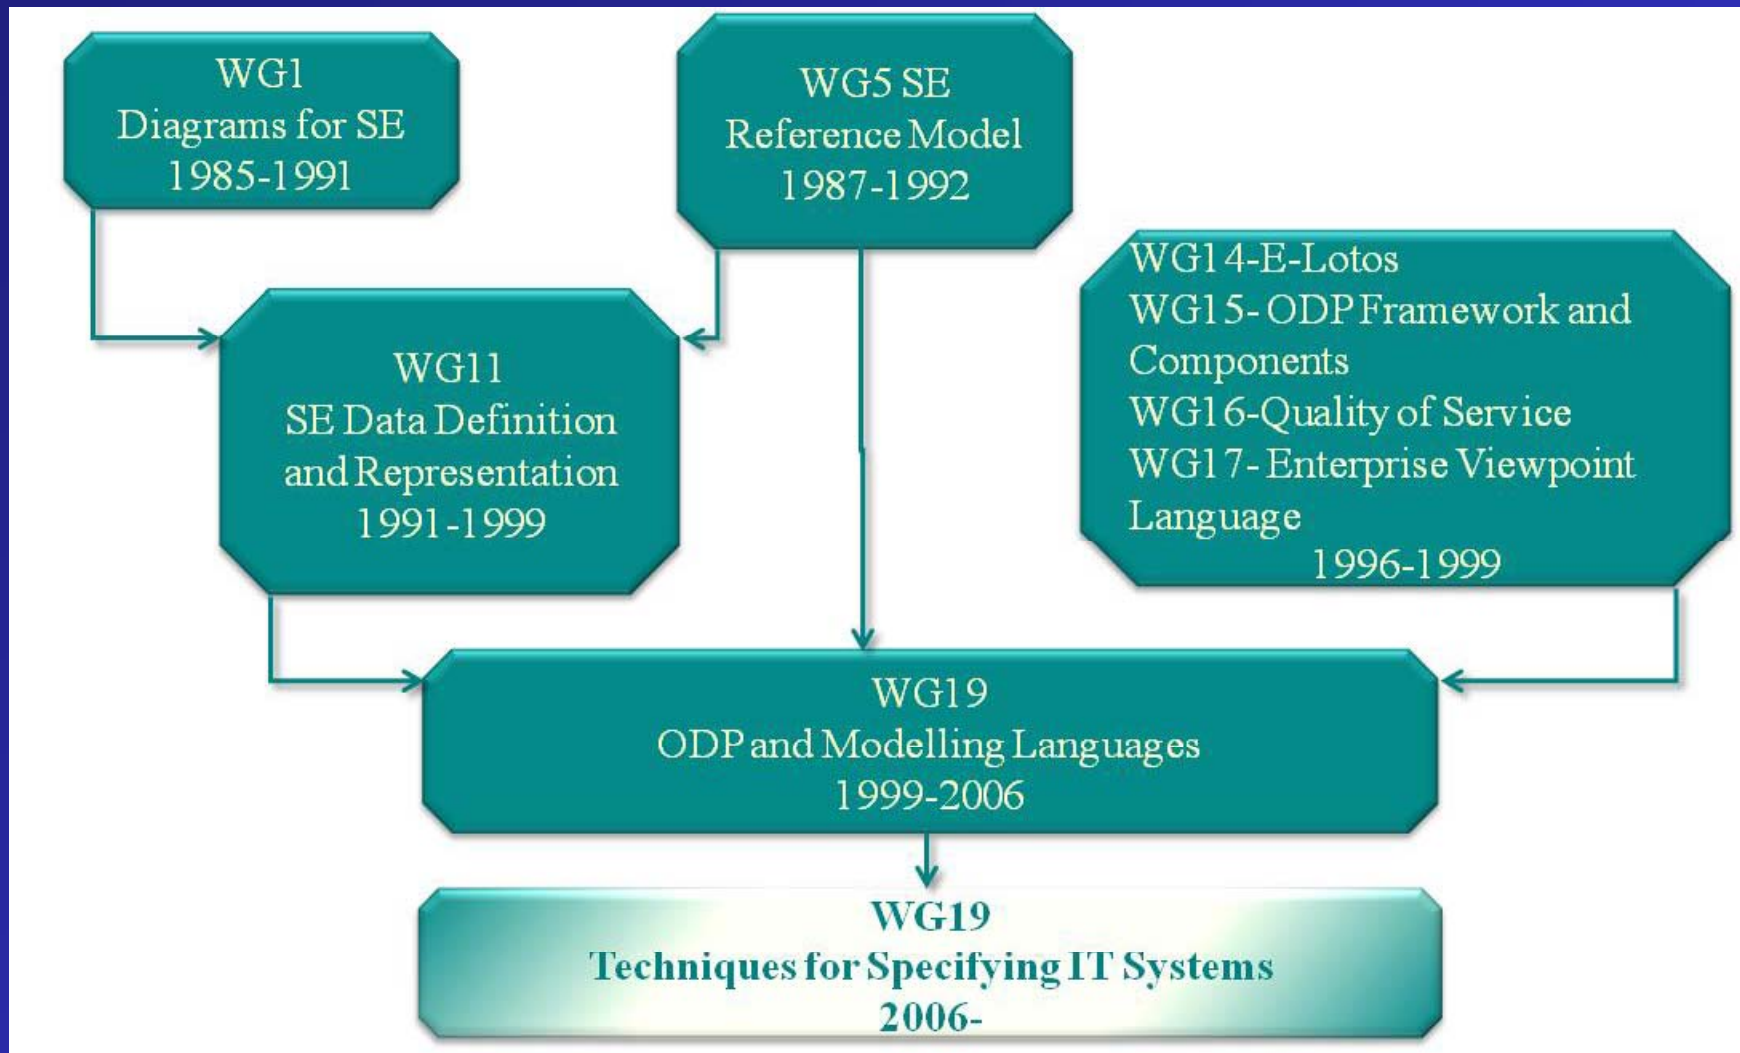 WG1
Diagrams for SE
1985-1991
WG5 SE
Reference Model
1987-1992
WG14-E-Lotos
WG15- ODP Framework and
Components
WG16-Quality of Service
WG17- Enterprise Viewpoint
Language
1996-1999
WG11
SE Data Definition
and Representation
1991-1999
WG19
ODP and Modelling Languages
1999-2006
WG19
Techniques for Specifying IT Systems
2006-